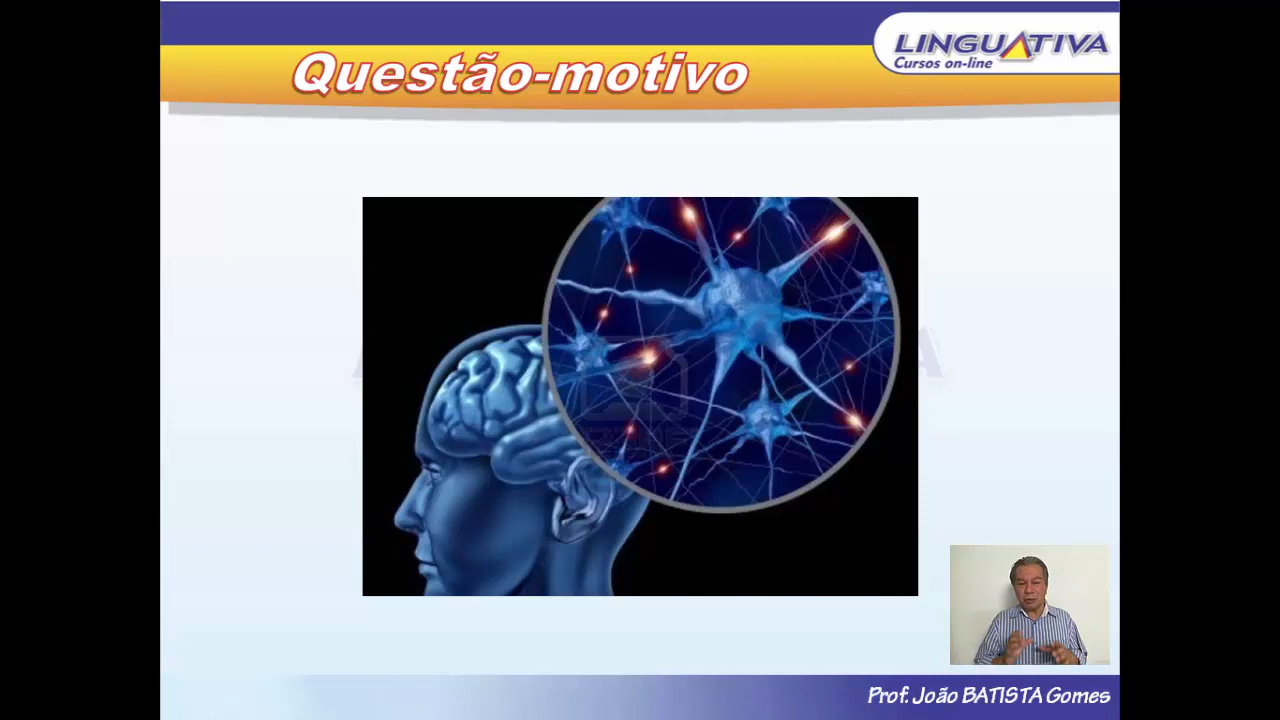 Questão-motivo
LINGUATIVA
Cursos on-line
Prof. João BATISTA Gomes